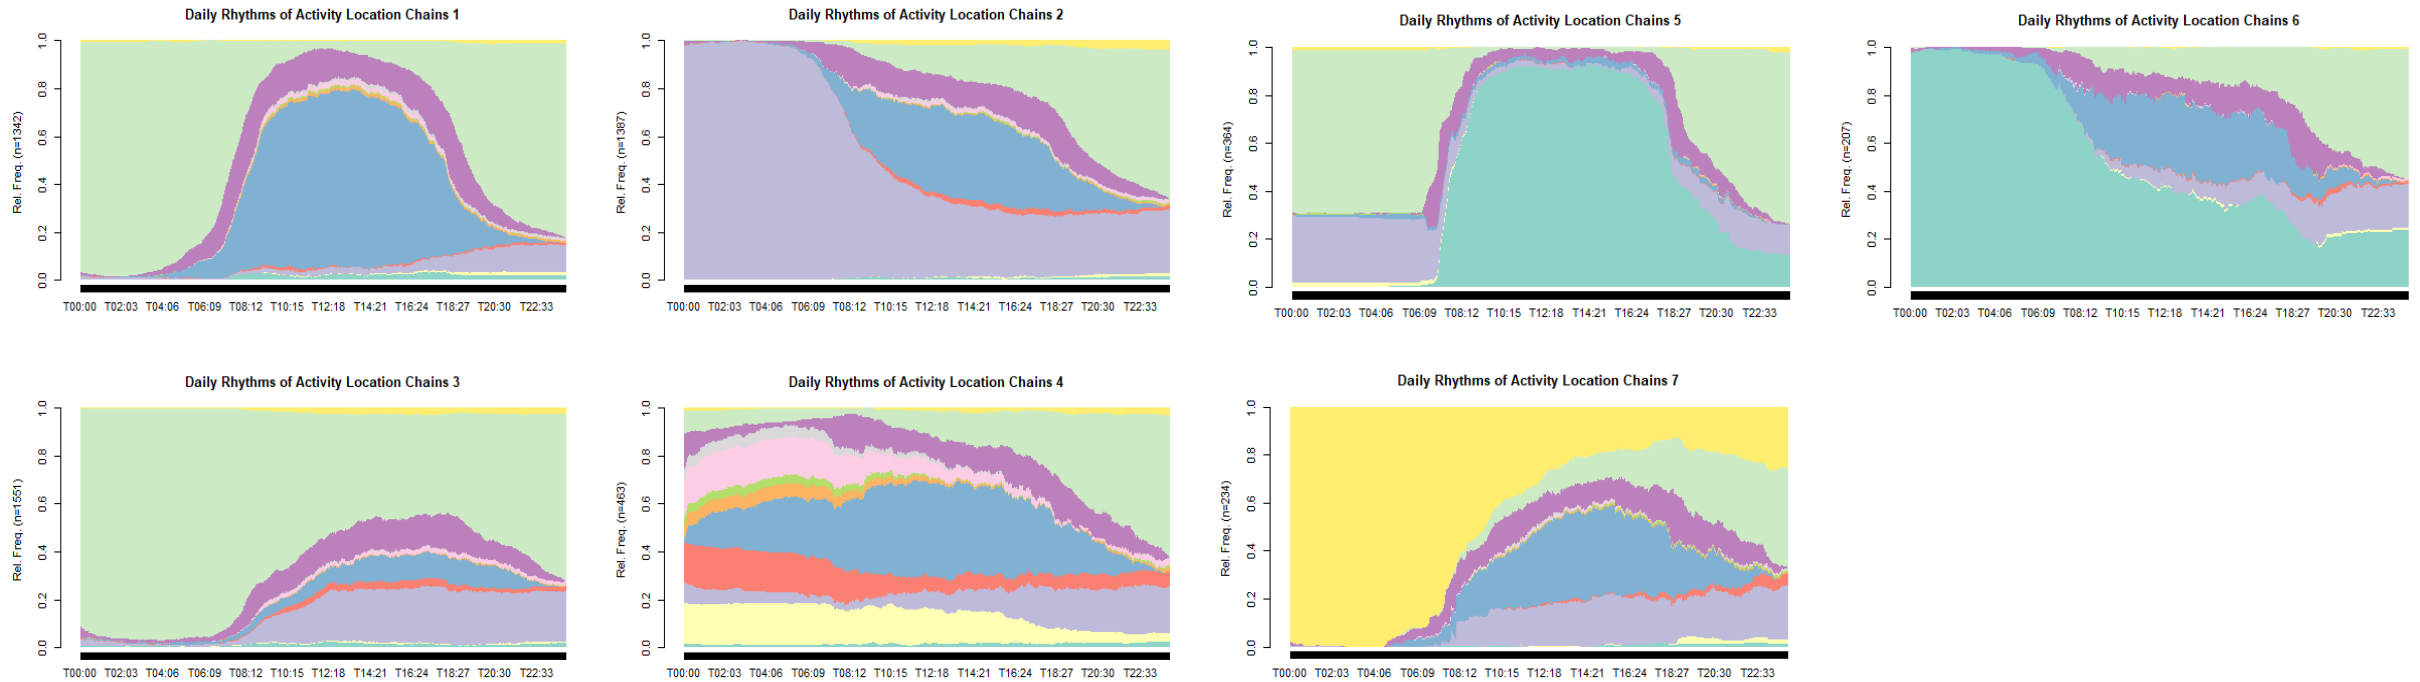 Daily Rhythms of Activity Location Chains 1
Rel. Freq. (n=1342)
0.0 0.2 0.4 0.6 0.8 1.0
T00:00 T02:03 T04:06 T06:09 T08:12 T10:15 T12:18 T14:21 T16:24 T18:27 T20:30 T22:33
Daily Rhythms of Activity Location Chains 2
Rel. Freq. (n=1387)
0.0 0.2 0.4 0.6 0.8 1.0
T00:00 T02:03 T04:06 T06:09 T08:12 T10:15 T12:18 T14:21 T16:24 T18:27 T20:30 T22:33
Daily Rhythms of Activity Location Chains 5
Rel. Freq. (n=364)
0.0 0.2 0.4 0.6 0.8 1.0
T00:00 T02:03 T04:06 T06:09 T08:12 T10:15 T12:18 T14:21 T16:24 T18:27 T20:30 T22:33
Daily Rhythms of Activity Location Chains 6
Rel. Freq. (n=207)
0.0 0.2 0.4 0.6 0.8 1.0
T00:00 T02:03 T04:06 T06:09 T08:12 T10:15 T12:18 T14:21 T16:24 T18:27 T20:30 T22:33
Daily Rhythms of Activity Location Chains 3
Rel. Freq. (n=1551)
0.0 0.2 0.4 0.6 0.8 1.0
T00:00 T02:03 T04:06 T06:09 T08:12 T10:15 T12:18 T14:21 T16:24 T18:27 T20:30 T22:33
Daily Rhythms of Activity Location Chains 4
Rel. Freq. (n=463)
0.0 0.2 0.4 0.6 0.8 1.0
T00:00 T02:03 T04:06 T06:09 T08:12 T10:15 T12:18 T14:21 T16:24 T18:27 T20:30 T22:33
Daily Rhythms of Activity Location Chains 7
Rel. Freq. (n=234)
0.0 0.2 0.4 0.6 0.8 1.0
T00:00 T02:03 T04:06 T06:09 T08:12 T10:15 T12:18 T14:21 T16:24 T18:27 T20:30 T22:33